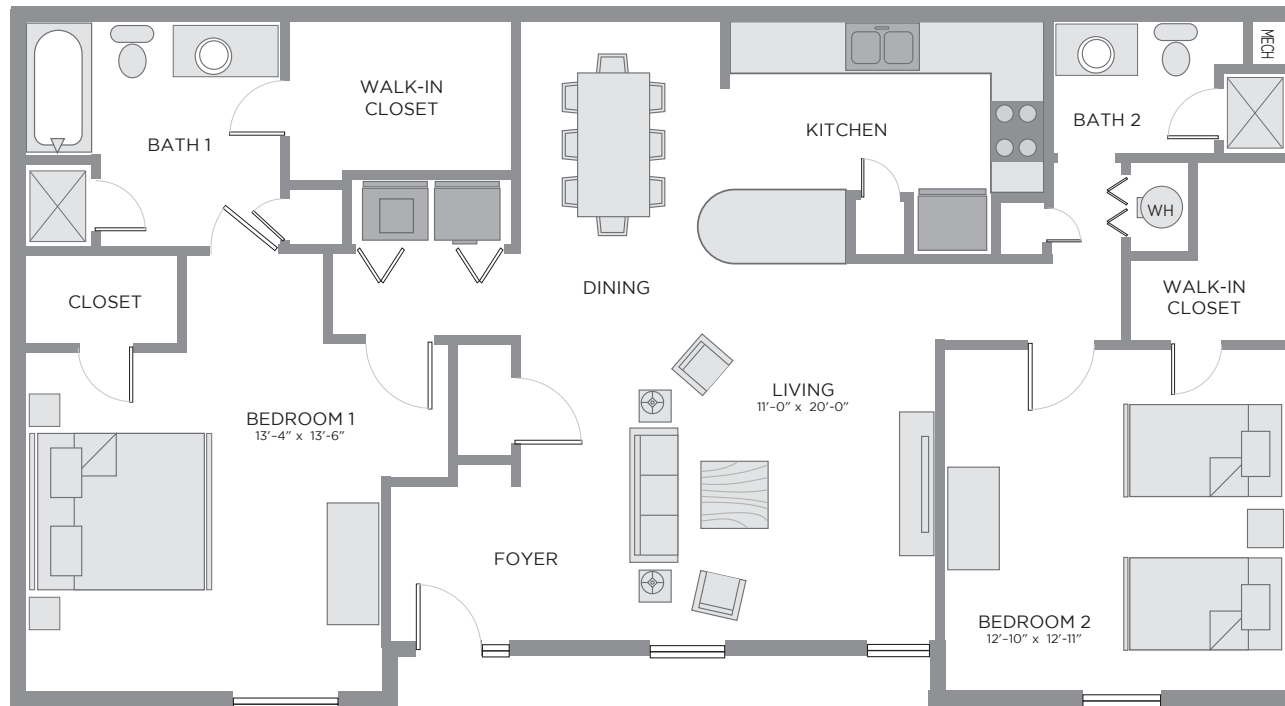 MECH
WALK-IN
CLOSET
BATH 1
KITCHEN
BATH 2
WH
CLOSET
DINING
WALK-IN
CLOSET
LIVING
11'-0" x 20'-0"
BEDROOM 1
13'-4" x 13'-6"
FOYER
BEDROOM 2
12'-10" x 12'-11"